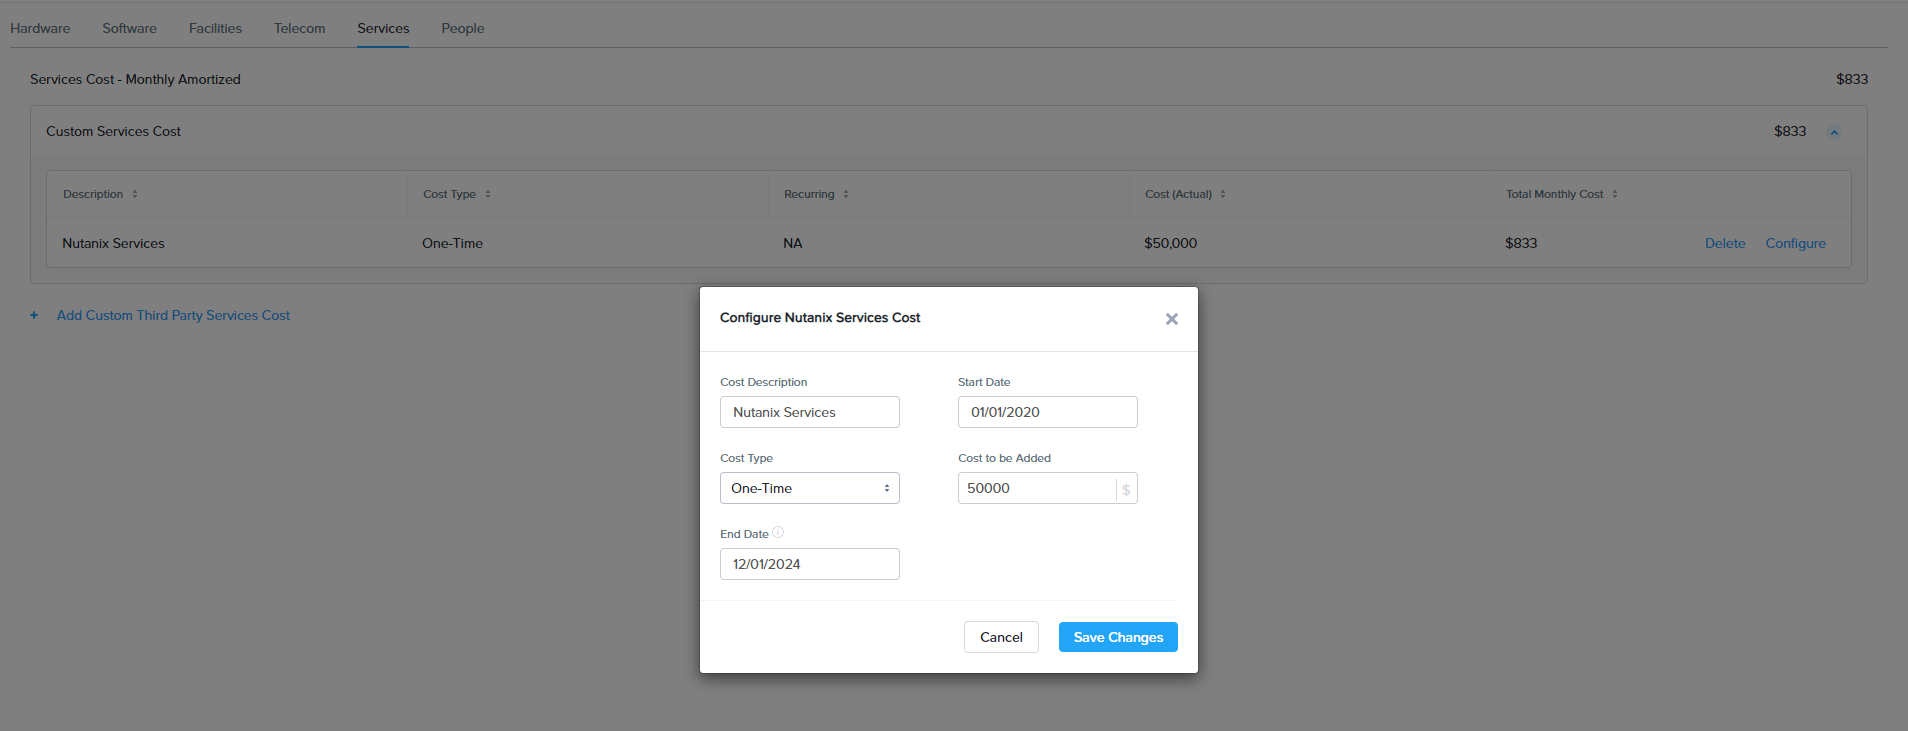 Hardware Software Facilities Telecom Services People
Services Cost - Monthly Amortized $833
Custom Services Cost $833
Description Cost Type Recurring Cost (Actual) Total Monthly Cost
Nutanix Services One-Time NA $50,000 $833 Delete Configure
+ Add Custom Third Party Services Cost
Configure Nutanix Services Cost
Cost Description Start Date
Nutanix Services 01/01/2020
Cost Type Cost to be Added
One-Time 50000 $
End Date
12/01/2024
Cancel Save Changes